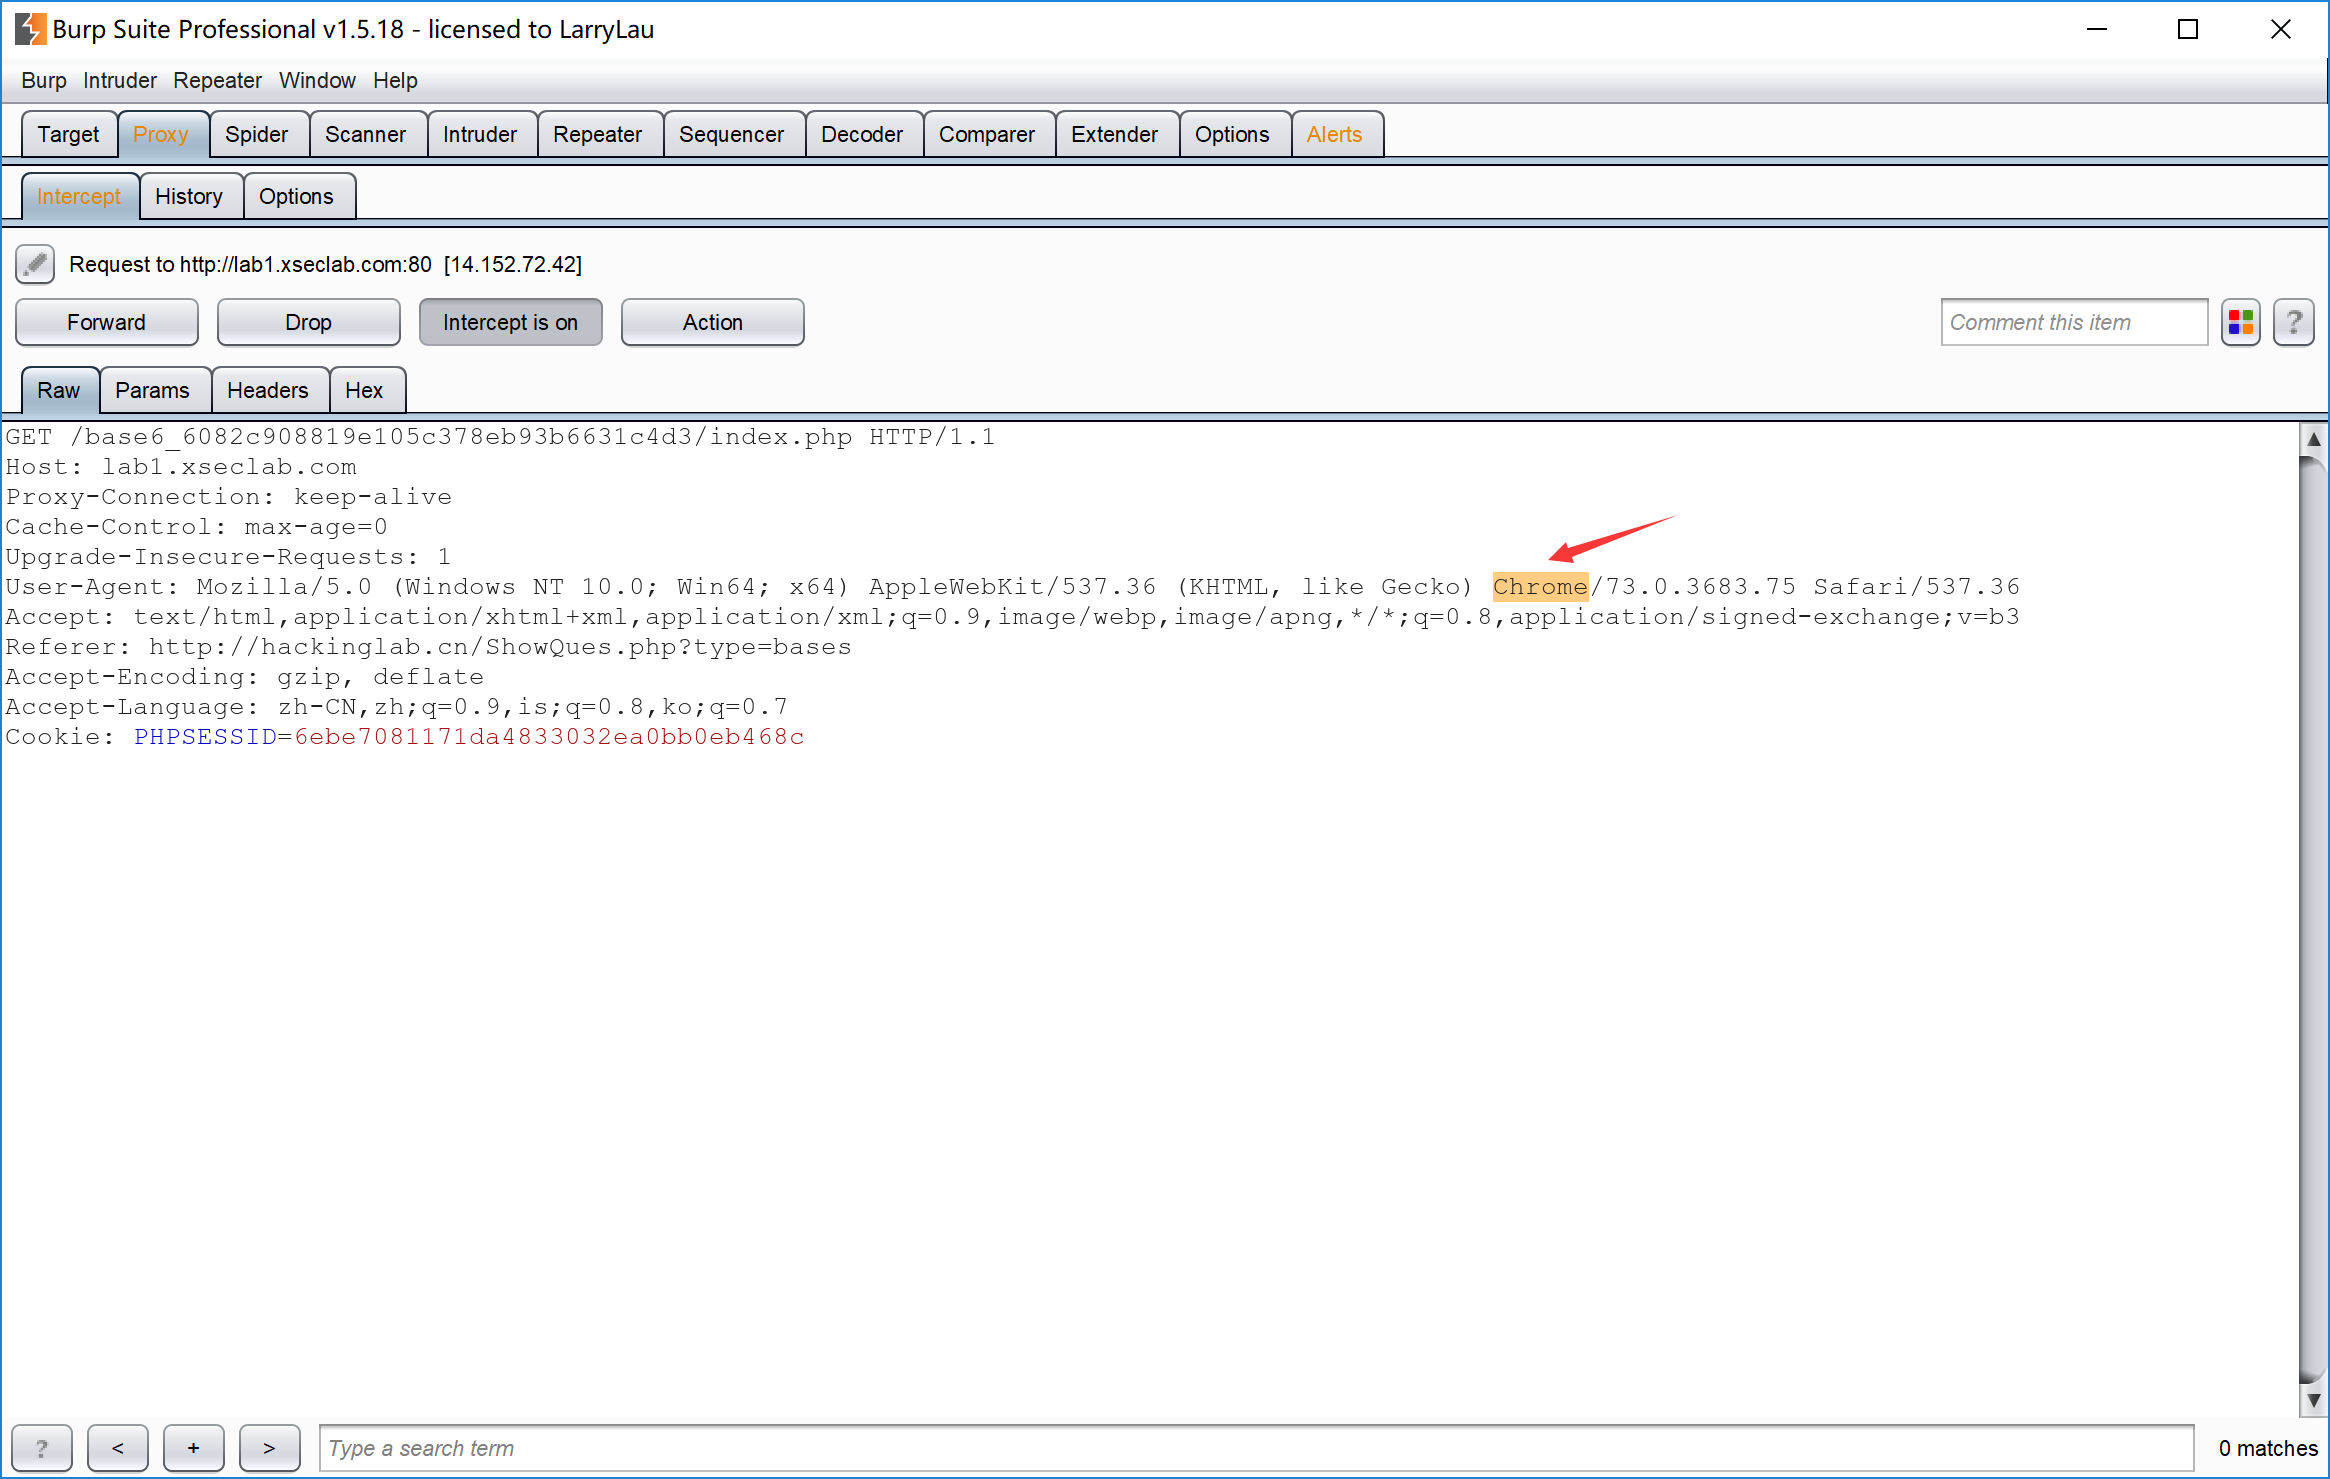 Burp Suite Professional v1.5.18 - licensed to LarryLau
Burp Intruder Repeater Window Help
Target Proxy Spider Scanner Intruder Repeater Sequencer Decoder Comparer Extender Options Alerts
Intercept History Options
Request to http://lab1.xseclab.com:80 [14.152.72.42]
Forward Drop Intercept is on Action Comment this item ?
Raw Params Headers Hex
GET /base6_6082c908819e105c378eb93b6631c4d3/index.php HTTP/1.1
Host: lab1.xseclab.com
Proxy-Connection: keep-alive
Cache-Control: max-age=0
Upgrade-Insecure-Requests: 1
User-Agent: Mozilla/5.0 (Windows NT 10.0; Win64; x64) AppleWebKit/537.36 (KHTML, like Gecko) Chrome/73.0.3683.75 Safari/537.36
Accept: text/html,application/xhtml+xml,application/xml;q=0.9,image/webp,image/apng,*/*;q=0.8,application/signed-exchange;v=b3
Referer: http://hackinglab.cn/ShowQues.php?type=bases
Accept-Encoding: gzip, deflate
Accept-Language: zh-CN,zh;q=0.9,is;q=0.8,ko;q=0.7
Cookie: PHPSESSID=6ebe7081171da4833032ea0bb0eb468c
? < + > Type a search term 0 matches